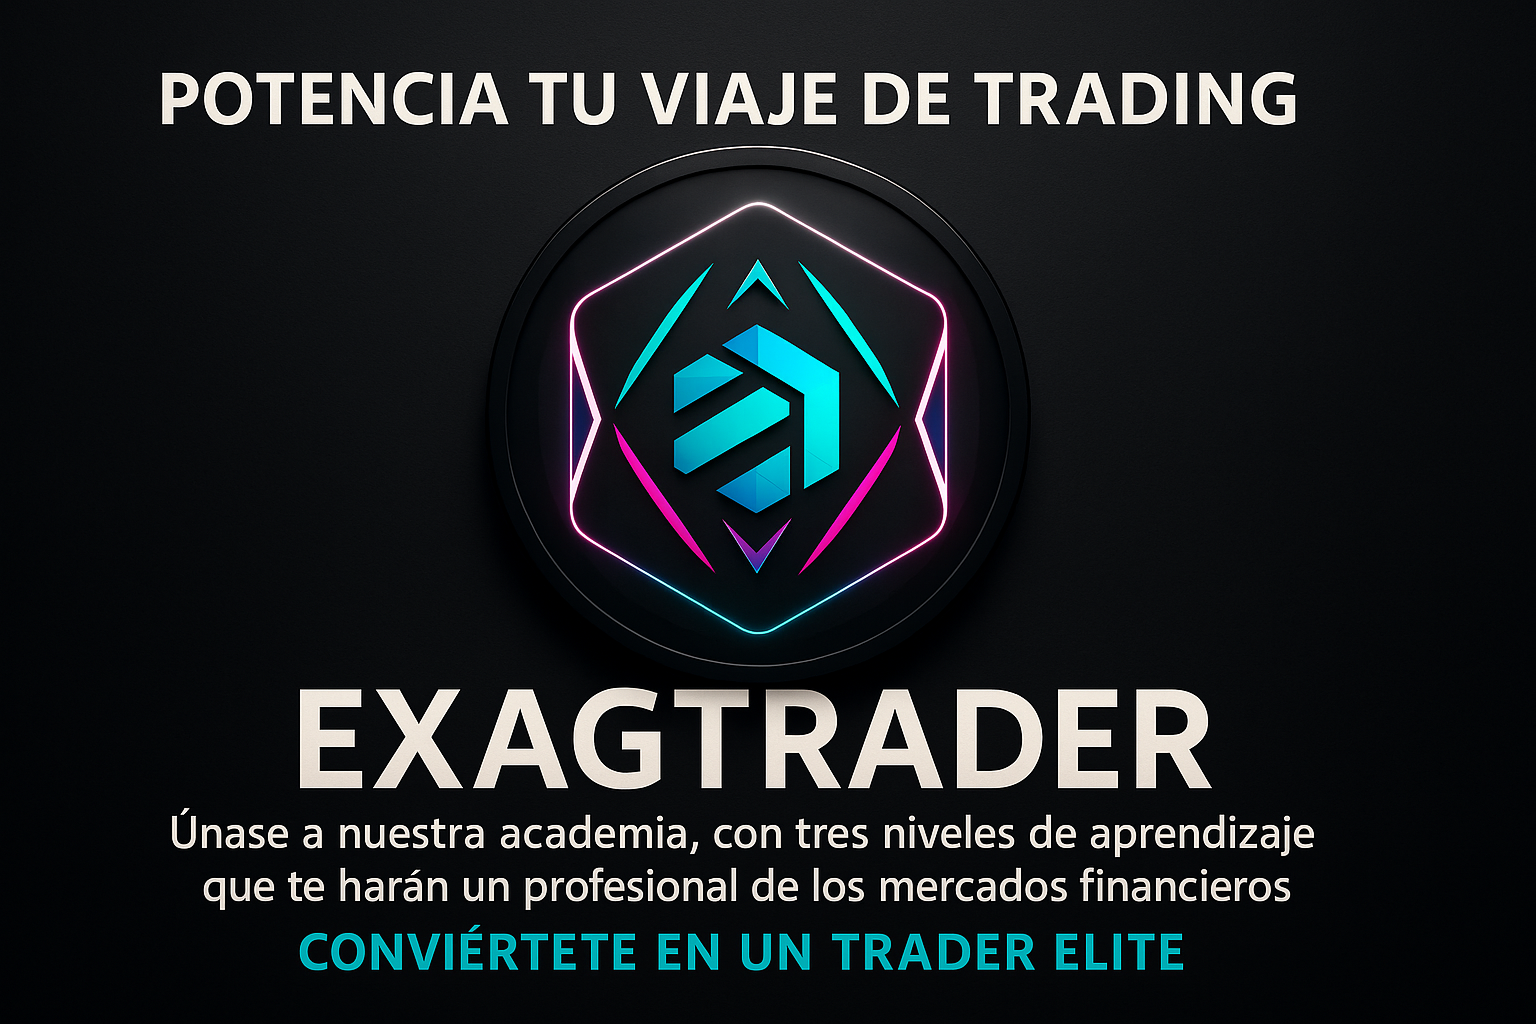 POTENCIA TU VIAJE DE TRADING
EXAGTRADER
Únase a nuestra academia, con tres niveles de aprendizaje
que te harán un profesional de los mercados financieros
CONVIÉRTETE EN UN TRADER ELITE